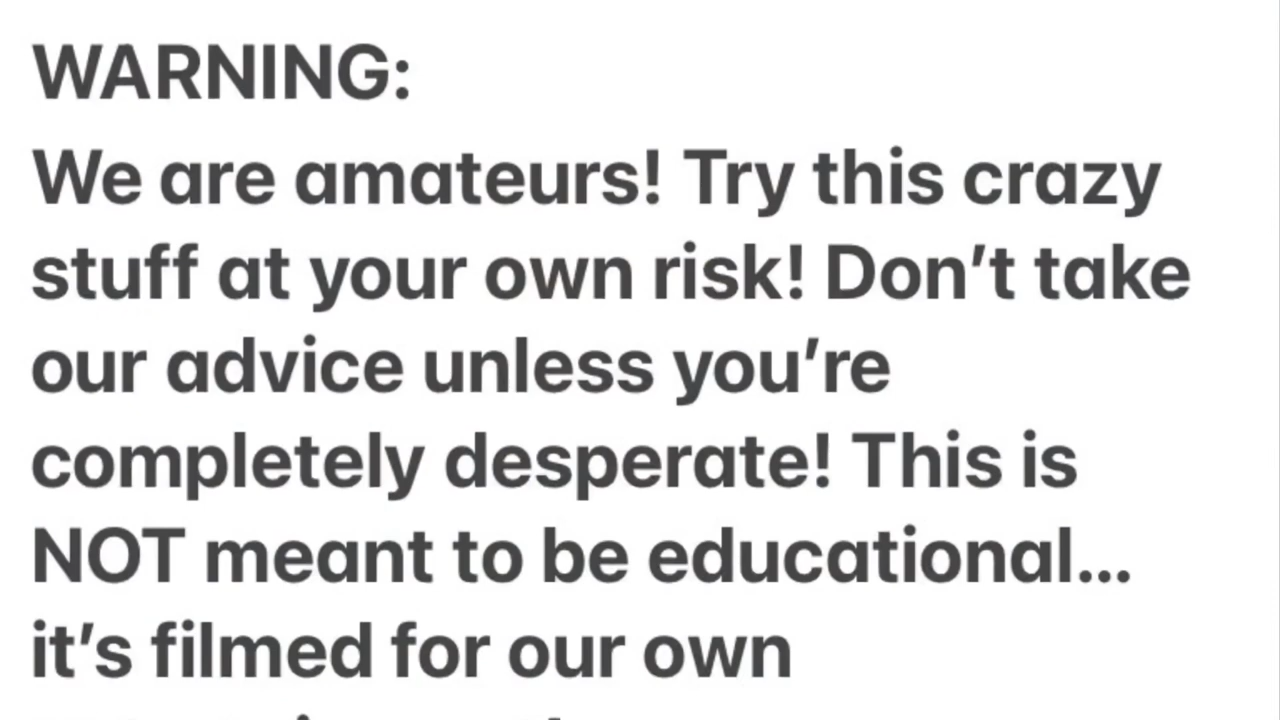 WARNING:
We are amateurs! Try this crazy
stuff at your own risk! Don’t take
our advice unless you’re
completely desperate! This is
NOT meant to be educational...
it’s filmed for our own